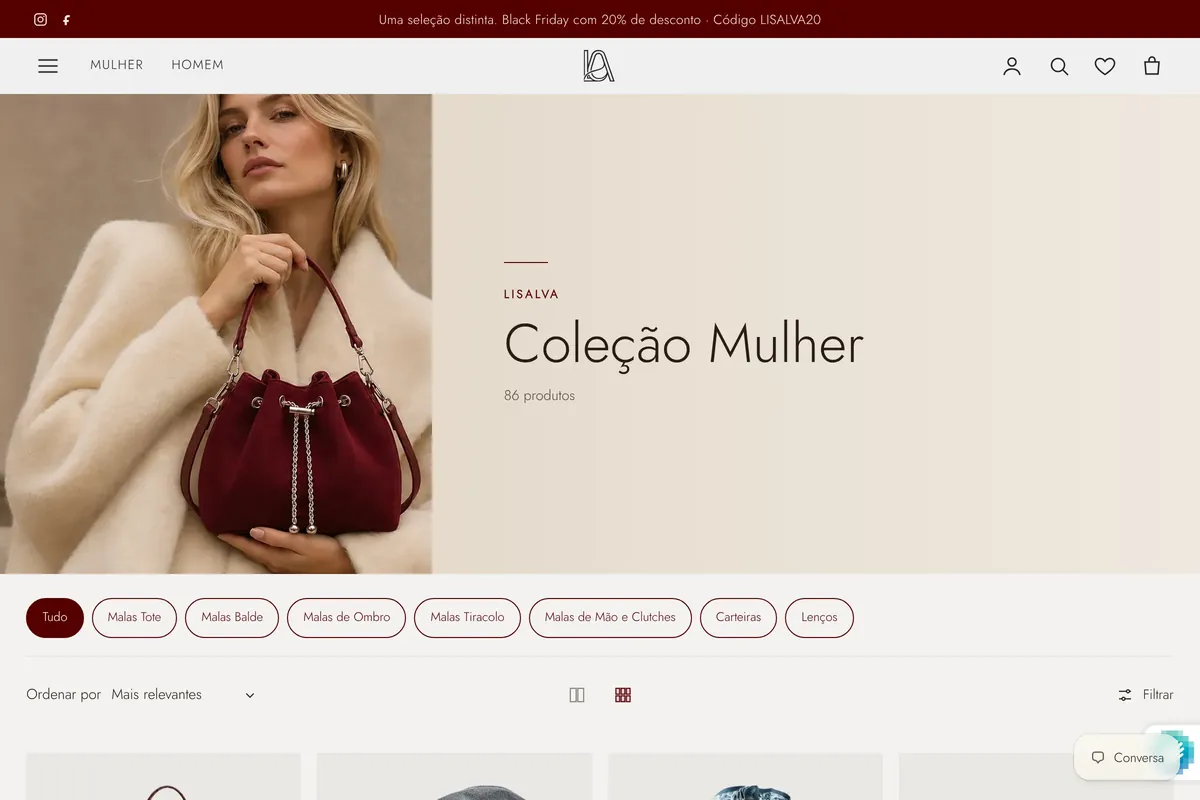 Uma seleção distinta. Black Friday com 20% de desconto · Código LISALVA20
MULHER
HOMEM
LISALVA
Coleção Mulher
86 produtos
Tudo
Malas Tote
Malas Balde
Malas de Ombro
Malas Tiracolo
Malas de Mão e Clutches
Carteiras
Lenços
Ordenar por Mais relevantes
Filtrar
Conversa